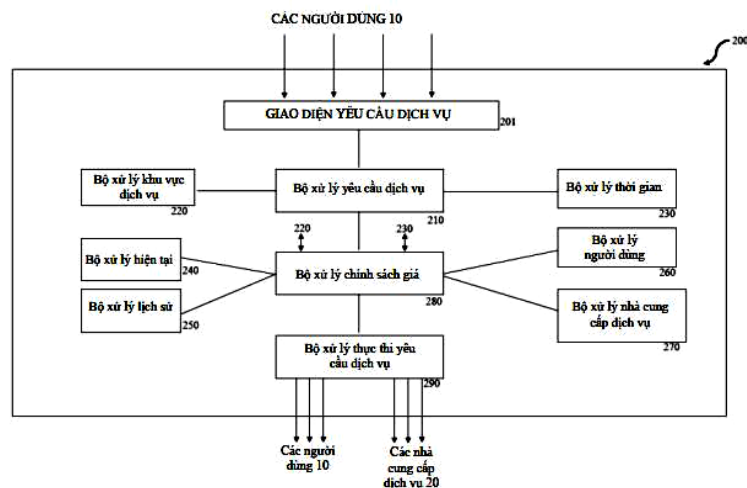 CÁC NGƯỜI DÙNG 10
200
GIAO DIỆN YÊU CẦU DỊCH VỤ
201
Bộ xử lý khu vực
dịch vụ
220
Bộ xử lý yêu cầu dịch vụ
210
Bộ xử lý thời gian
230
220
230
Bộ xử lý hiện tại
240
Bộ xử lý chính sách giá
280
Bộ xử lý
người dùng
260
Bộ xử lý lịch sử
250
Bộ xử lý nhà cung
cấp dịch vụ
270
Bộ xử lý thực thi yêu
cầu dịch vụ
290
Các người
dùng 10
Các nhà
cung cấp
dịch vụ 20